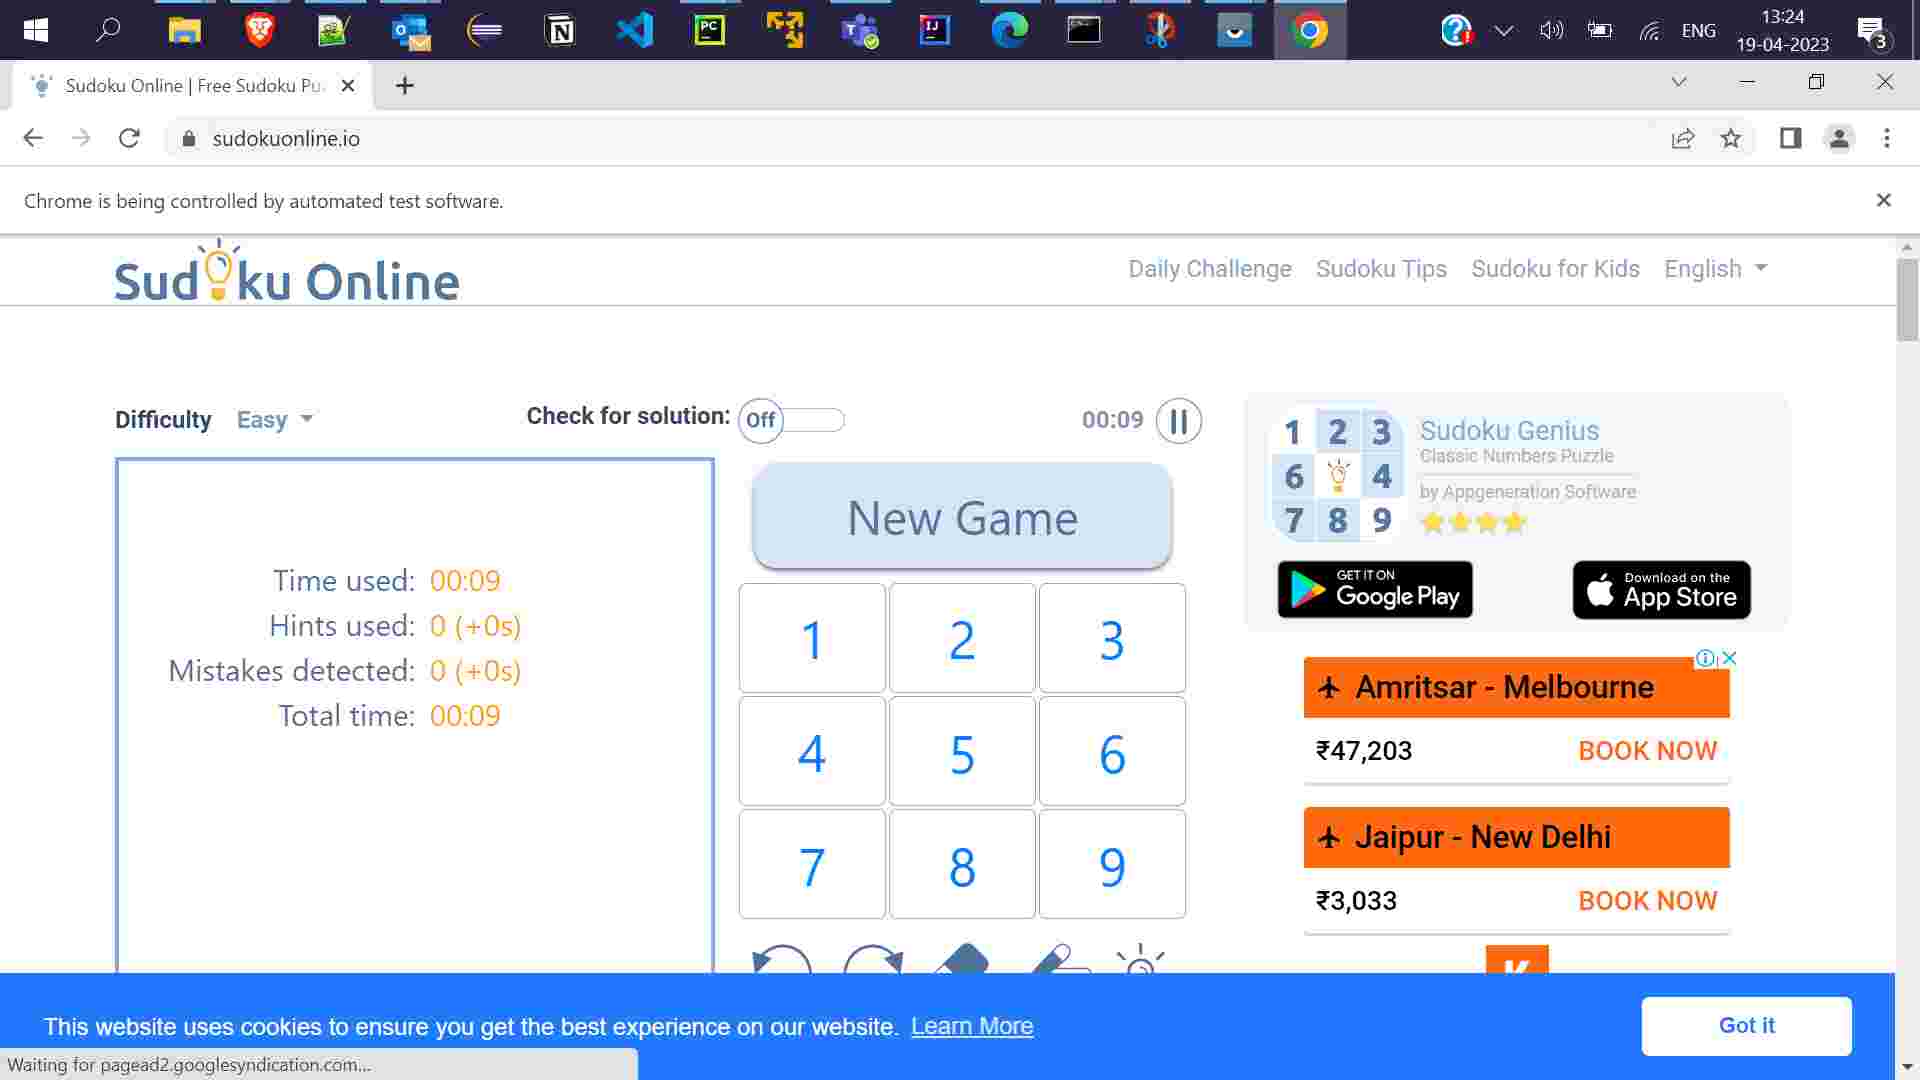 ENG
13:24
19-04-2023
3
Sudoku Online | Free Sudoku Pu
sudokuonline.io
Chrome is being controlled by automated test software.
Sudoku Online
Daily Challenge Sudoku Tips Sudoku for Kids English
Difficulty Easy
Check for solution: Off
00:09
New Game
Time used: 00:09
Hints used: 0 (+0s)
Mistakes detected: 0 (+0s)
Total time: 00:09
1 2 3
4 5 6
7 8 9
1 2 3
6 4
7 8 9
Sudoku Genius
Classic Numbers Puzzle
by Appgeneration Software
GET IT ON
Google Play
Download on the
App Store
Amritsar - Melbourne
₹47,203 BOOK NOW
Jaipur - New Delhi
₹3,033 BOOK NOW
This website uses cookies to ensure you get the best experience on our website. Learn More
Got it
Waiting for pagead2.googlesyndication.com...